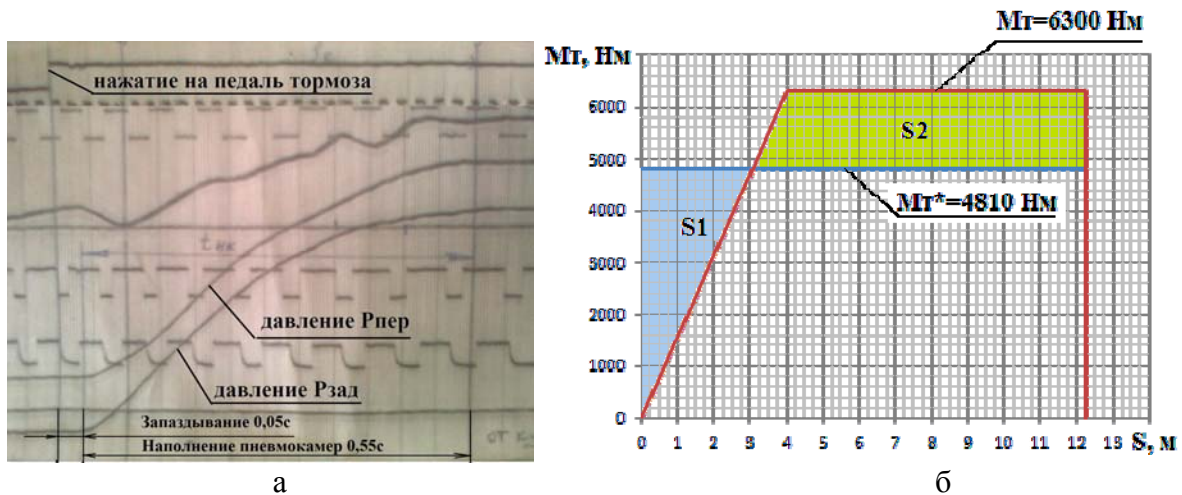 нажатие на педаль тормоза
tнк
давление Рпер
давление Рзад
Запаздывание 0,05с
Наполнение пневмокамер 0,55с
а
Мт=6300 Нм
Мт, Нм
6000
5000
4000
3000
2000
1000
0
S2
Мт*=4810 Нм
S1
0 1 2 3 4 5 6 7 8 9 10 11 12 13 S, м
б